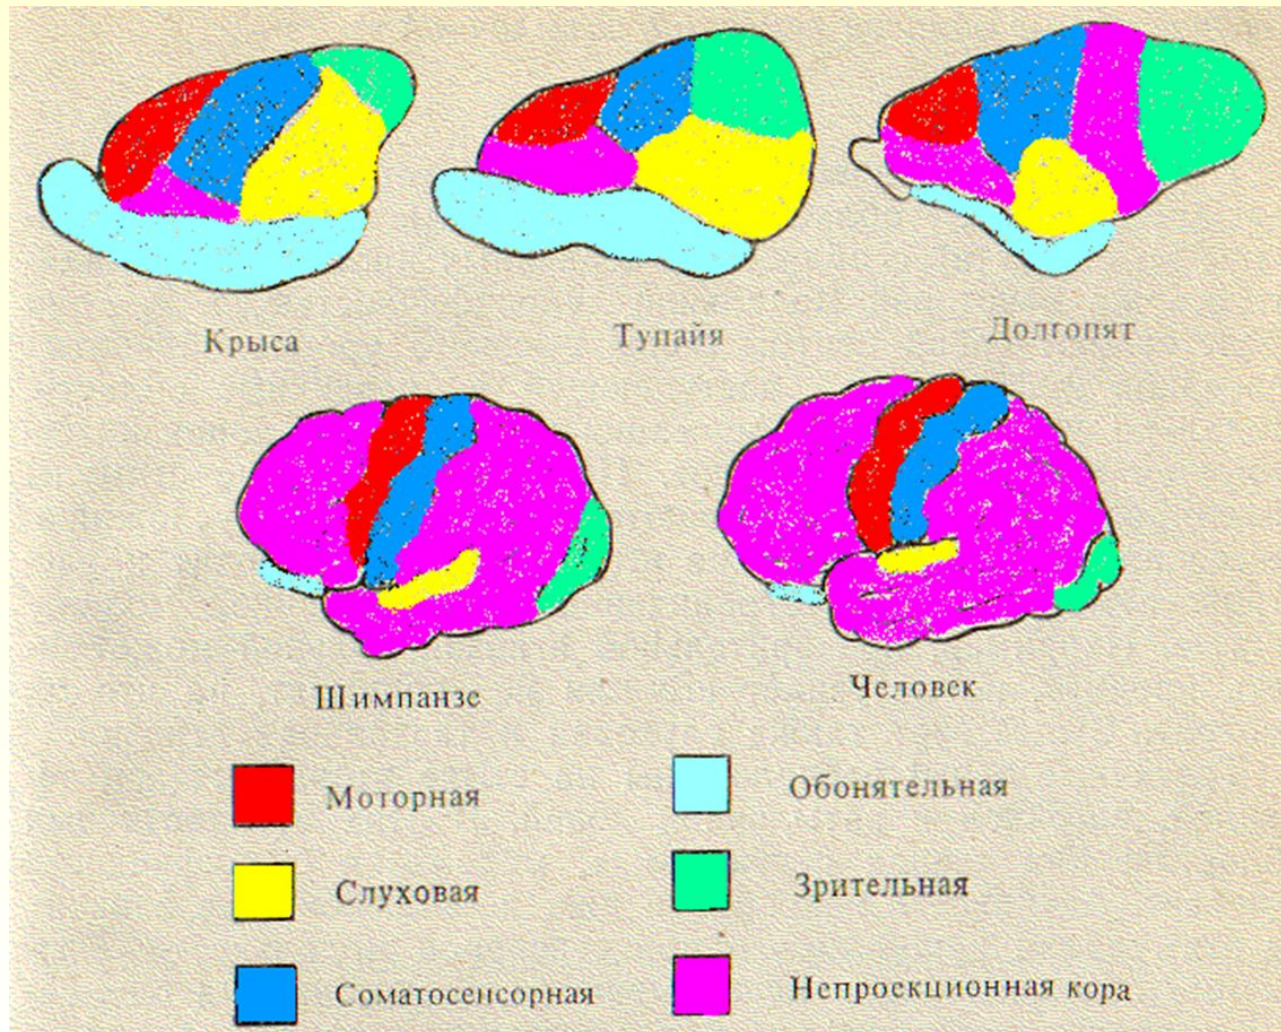 Крыса
Тупайя
Долгопят
Шимпанзе
Человек
Моторная
Обонятельная
Слуховая
Зрительная
Соматосенсорная
Непроекционная кора